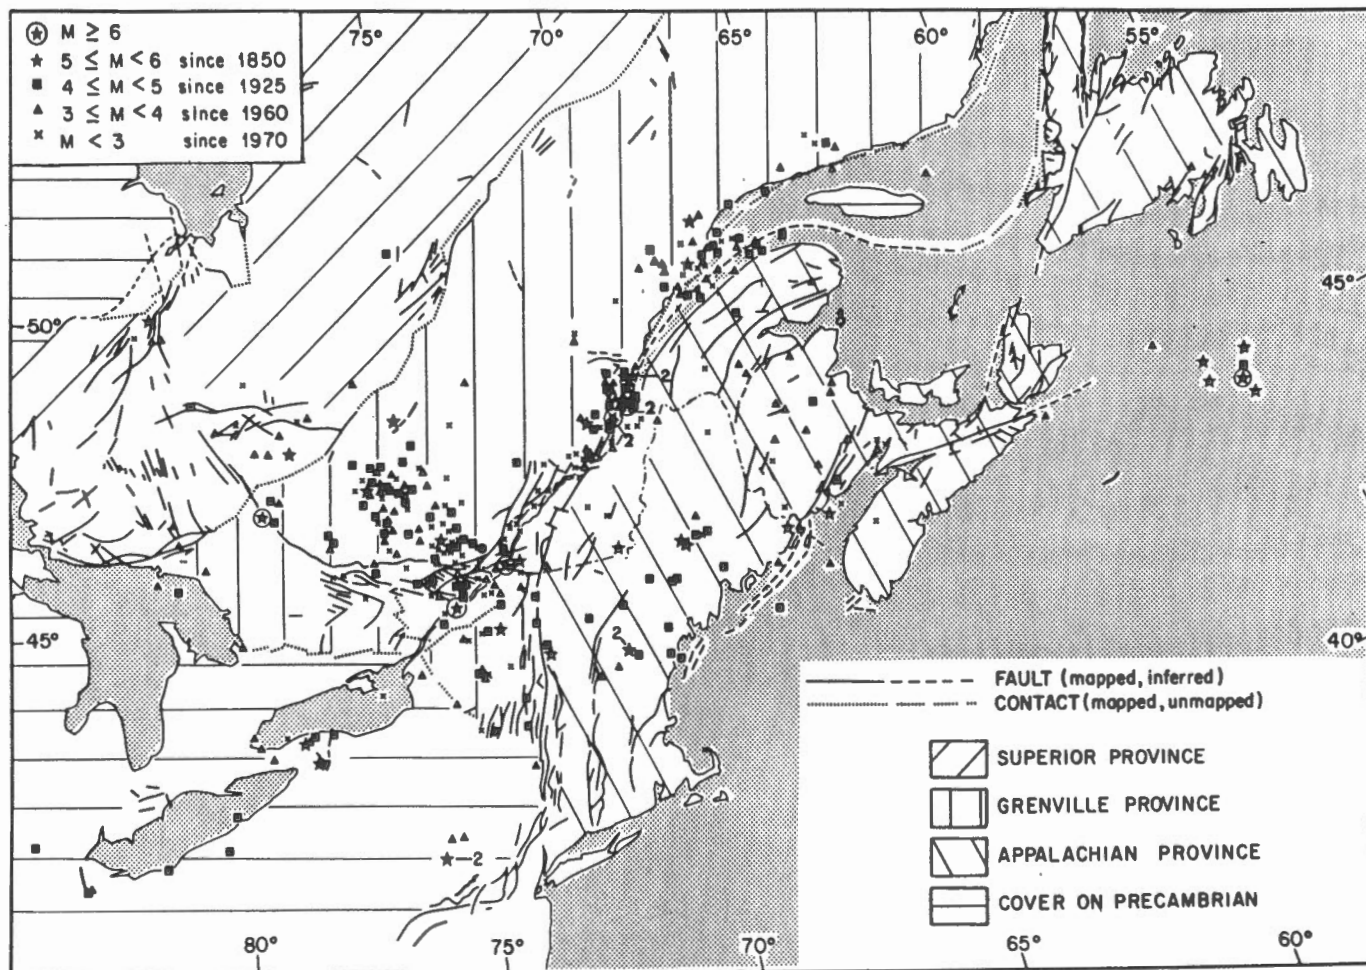 M ≥ 6
5 ≤ M < 6 since 1850
4 ≤ M < 5 since 1925
3 ≤ M < 4 since 1960
M < 3 since 1970
75° 70° 65° 60° 55°
45°
50°
2
2
2
2
45°
40°
2
FAULT (mapped, inferred)
CONTACT (mapped, unmapped)
SUPERIOR PROVINCE
GRENVILLE PROVINCE
APPALACHIAN PROVINCE
COVER ON PRECAMBRIAN
80° 75° 70° 65° 60°